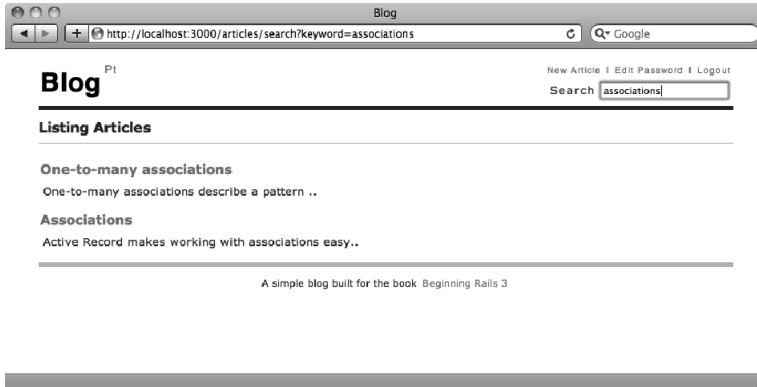 Blog
http://localhost:3000/articles/search?keyword=associations
Google
Blog Pt
New Article | Edit Password | Logout
Search associations
Listing Articles
One-to-many associations
One-to-many associations describe a pattern ..
Associations
Active Record makes working with associations easy..
A simple blog built for the book Beginning Rails 3